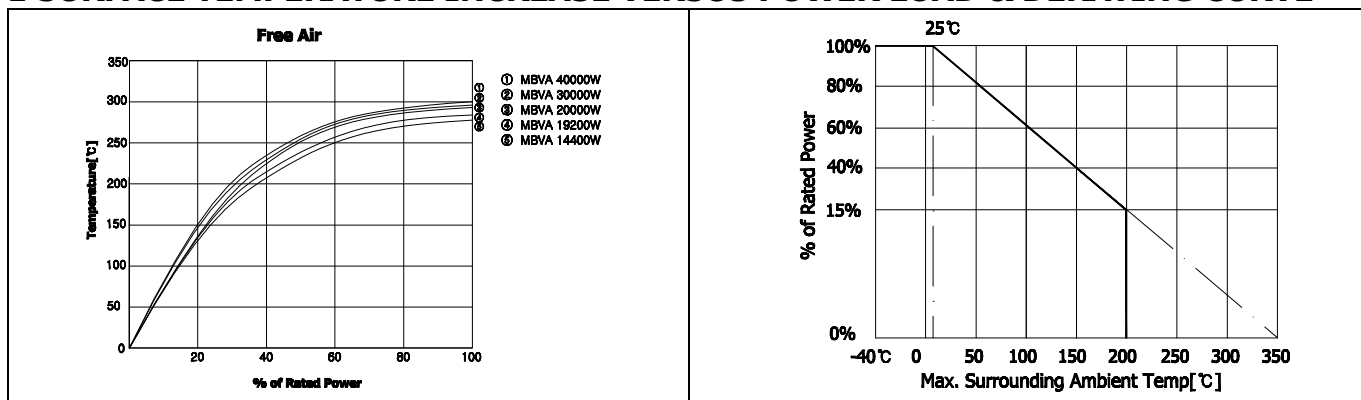 Free Air
350
300
250
200
150
100
50
0
Temperature[℃]
20
40
60
80
100
% of Rated Power
① MBVA 40000W
② MBVA 30000W
③ MBVA 20000W
④ MBVA 19200W
⑤ MBVA 14400W
25℃
100%
80%
60%
40%
15%
0%
% of Rated Power
-40℃ 0 50 100 150 200 250 300 350
Max. Surrounding Ambient Temp[℃]